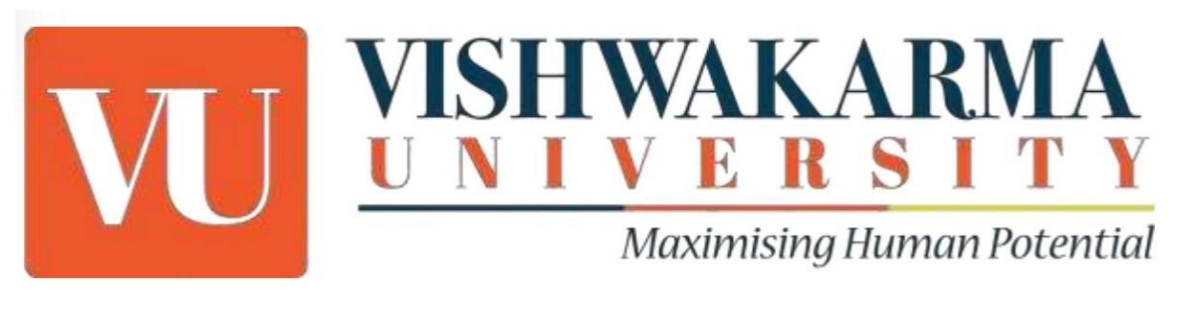 VU
VISHWAKARMA
UNIVERSITY
Maximising Human Potential